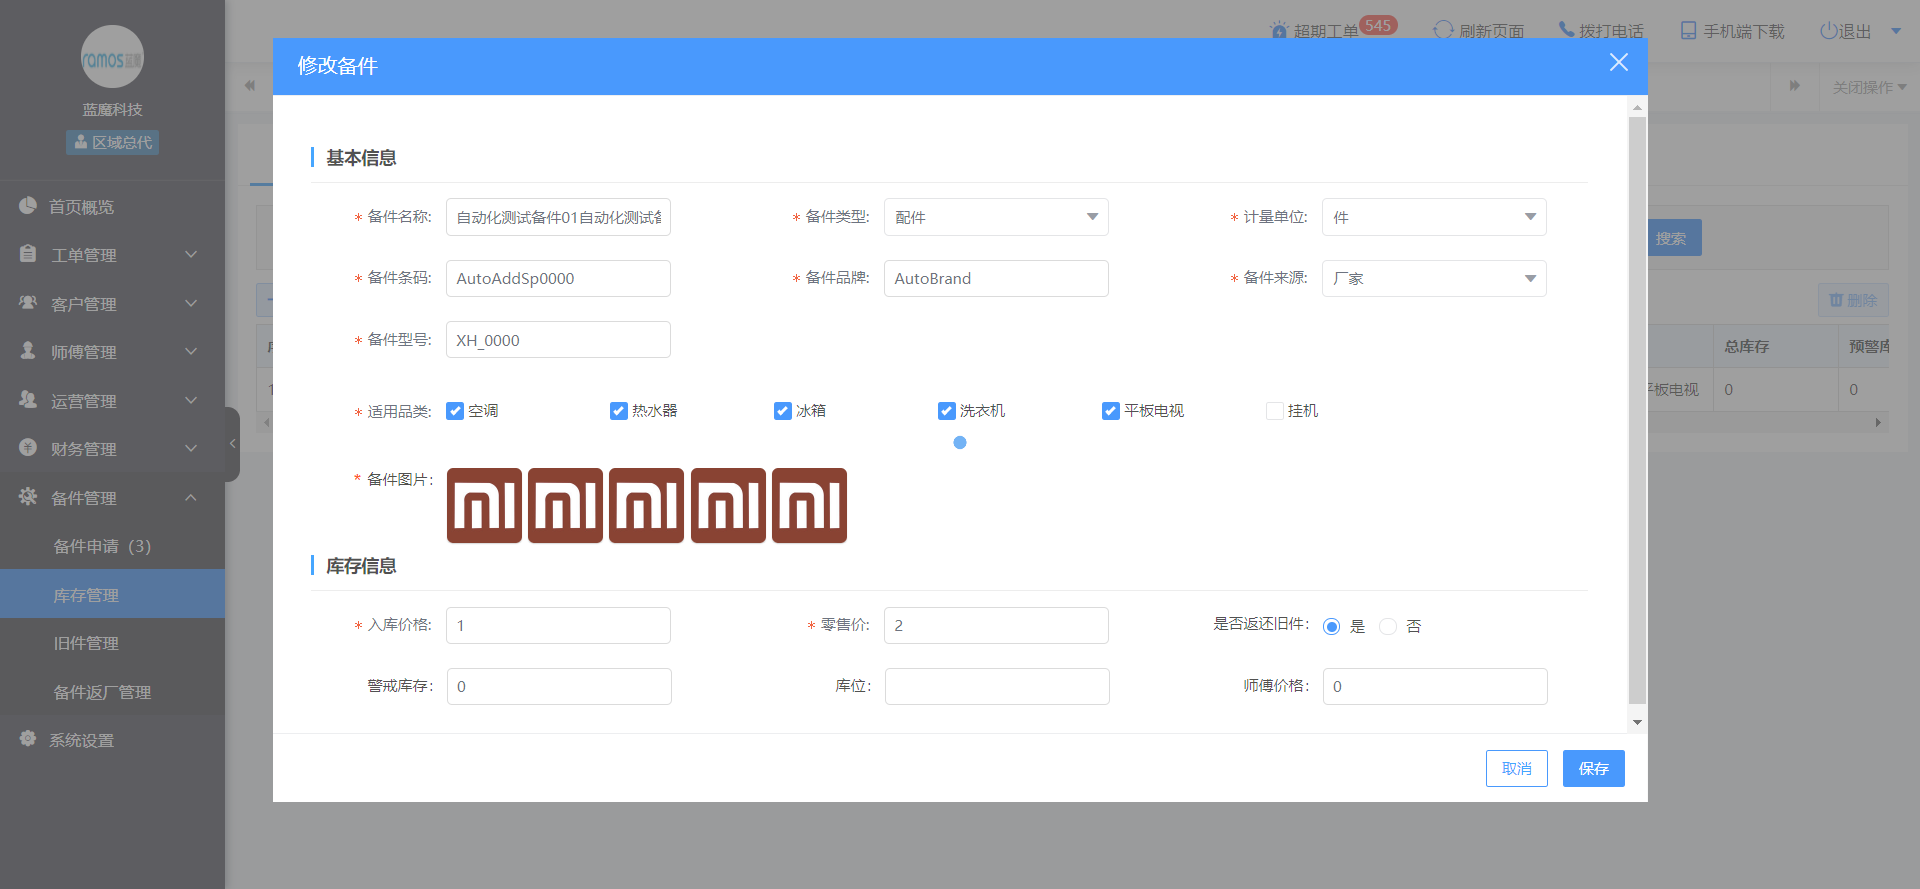 ramos蓝魔
蓝魔科技
区域总代
首页概览
工单管理
客户管理
师傅管理
运营管理
财务管理
备件管理
备件申请（3）
库存管理
旧件管理
备件返厂管理
系统设置
超期工单 545 刷新页面 拨打电话 手机端下载 退出
关闭操作
修改备件
基本信息
* 备件名称: 自动化测试备件01自动化测试
* 备件类型: 配件
* 计量单位: 件
* 备件条码: AutoAddSp0000
* 备件品牌: AutoBrand
* 备件来源: 厂家
* 备件型号: XH_0000
* 适用品类: 空调 热水器 冰箱 洗衣机 平板电视 挂机
* 备件图片:
库存信息
* 入库价格: 1
* 零售价: 2
是否返还旧件: 是 否
警戒库存: 0
库位:
师傅价格: 0
取消 保存
搜索
删除
总库存 预警
平板电视 0 0